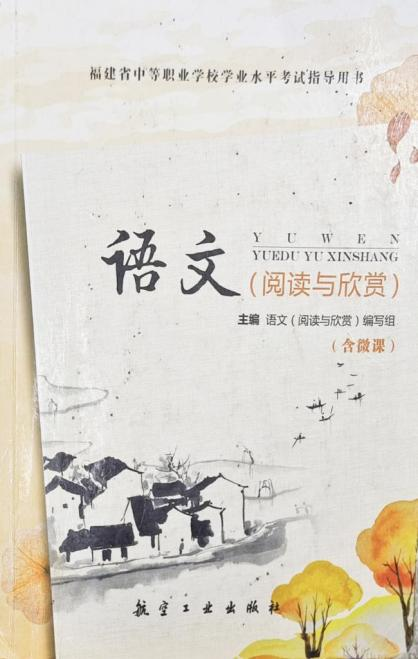 福建省中等职业学校学业水平考试指导用书
语文
YUWEN
YUEDU YU XINSHANG
(阅读与欣赏)
主编 语文(阅读与欣赏)编写组
(含微课)
航空工业出版社